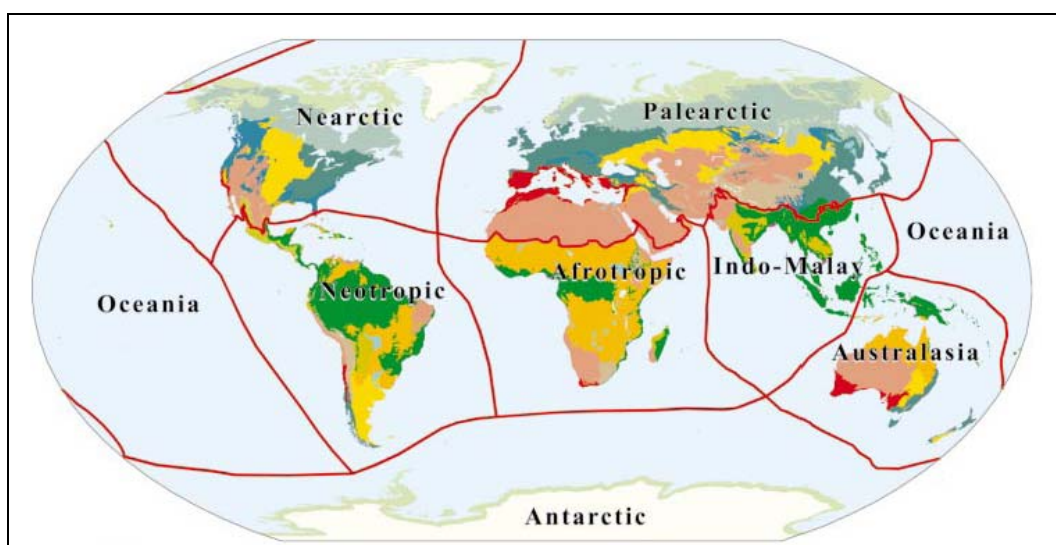 Nearctic
Palearctic
Oceania
Afrotropic
Indo-Malay
Neotropic
Oceania
Australasia
Antarctic